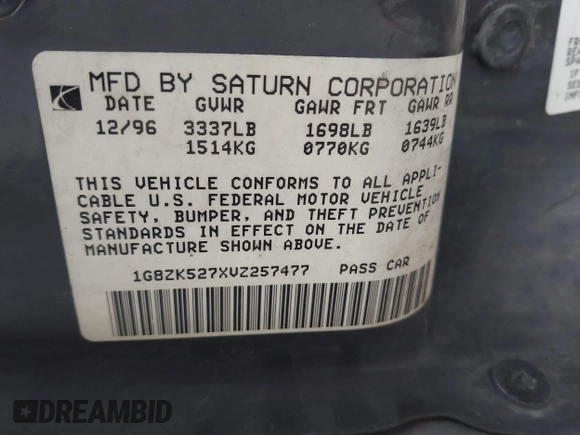 MFD BY SATURN CORPORATION
DATE GVWR GAWR FRT GAWR RR
12/96 3337LB 1698LB 1639LB
1514KG 0770KG 0744KG
THIS VEHICLE CONFORMS TO ALL APPLI-
CABLE U.S. FEDERAL MOTOR VEHICLE
SAFETY, BUMPER, AND THEFT PREVENTION
STANDARDS IN EFFECT ON THE DATE OF
MANUFACTURE SHOWN ABOVE.
1G8ZK527XVZ257477 PASS CAR
DREAMBID